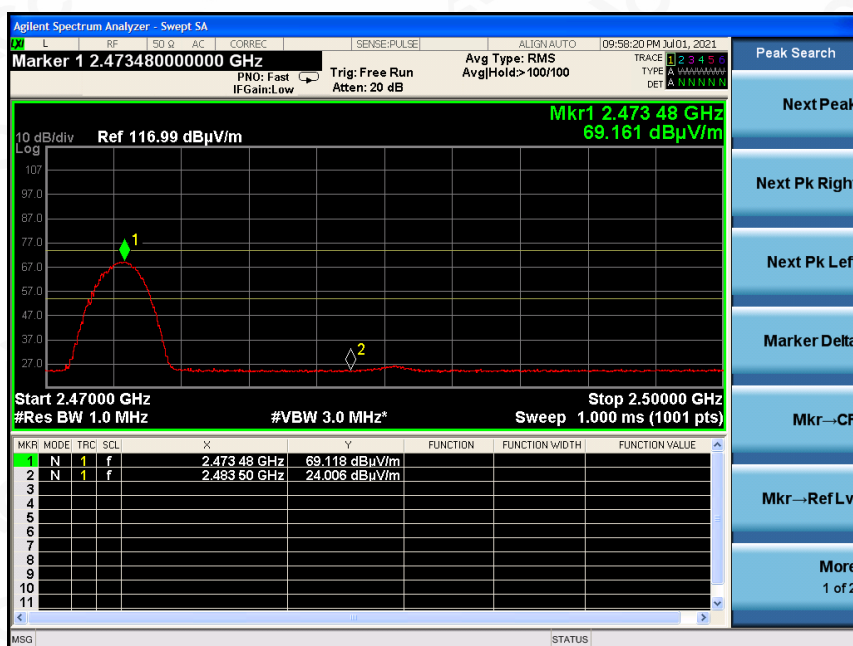 Agilent Spectrum Analyzer - Swept SA
LXI L RF 50 Ω AC CORREC SENSE:PULSE ALIGN AUTO 09:58:20 PM Jul 01, 2021
Marker 1 2.473480000000 GHz
PNO: Fast
IFGain:Low
Trig: Free Run
Atten: 20 dB
Avg Type: RMS
Avg|Hold:>100/100
TRACE 1 2 3 4 5 6
TYPE A WWWWW
DET A N N N N N
Peak Search
Mkr1 2.473 48 GHz
69.161 dBµV/m
10 dB/div Ref 116.99 dBµV/m
Log
107
97.0
87.0
77.0
67.0
57.0
47.0
37.0
27.0
1
2
Start 2.47000 GHz Stop 2.50000 GHz
#Res BW 1.0 MHz #VBW 3.0 MHz* Sweep 1.000 ms (1001 pts)
MKR MODE TRC SCL X Y FUNCTION FUNCTION WIDTH FUNCTION VALUE
1 N 1 f 2.473 48 GHz 69.118 dBµV/m
2 N 1 f 2.483 50 GHz 24.006 dBµV/m
3
4
5
6
7
8
9
10
11
MSG STATUS
Next Peak
Next Pk Righ
Next Pk Lef
Marker Delta
Mkr→CF
Mkr→Ref Lv
More
1 of 2